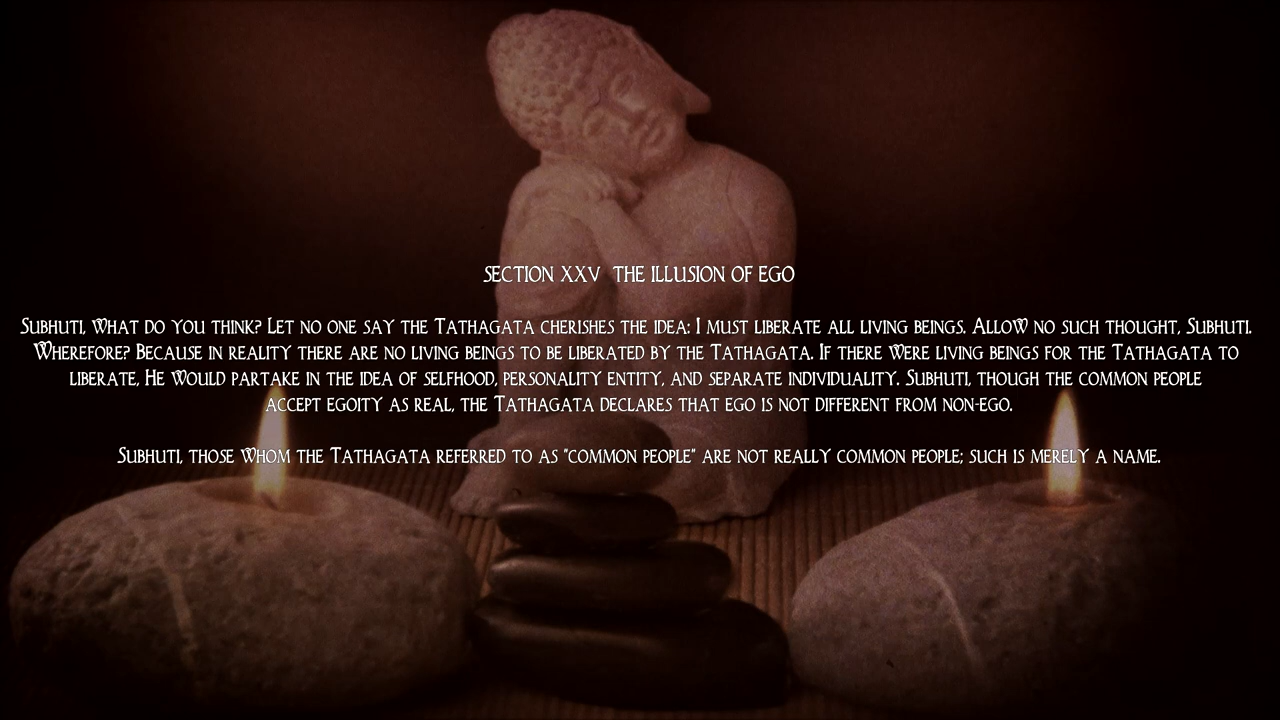 SECTION XXV THE ILLUSION OF EGO
SUBHUTI, WHAT DO YOU THINK? LET NO ONE SAY THE TATHAGATA CHERISHES THE IDEA: I MUST LIBERATE ALL LIVING BEINGS. ALLOW NO SUCH THOUGHT, SUBHUTI.
WHEREFORE? BECAUSE IN REALITY THERE ARE NO LIVING BEINGS TO BE LIBERATED BY THE TATHAGATA. IF THERE WERE LIVING BEINGS FOR THE TATHAGATA TO
LIBERATE, HE WOULD PARTAKE IN THE IDEA OF SELFHOOD, PERSONALITY ENTITY, AND SEPARATE INDIVIDUALITY. SUBHUTI, THOUGH THE COMMON PEOPLE
ACCEPT EGOITY AS REAL, THE TATHAGATA DECLARES THAT EGO IS NOT DIFFERENT FROM NON-EGO.
SUBHUTI, THOSE WHOM THE TATHAGATA REFERRED TO AS "COMMON PEOPLE" ARE NOT REALLY COMMON PEOPLE; SUCH IS MERELY A NAME.